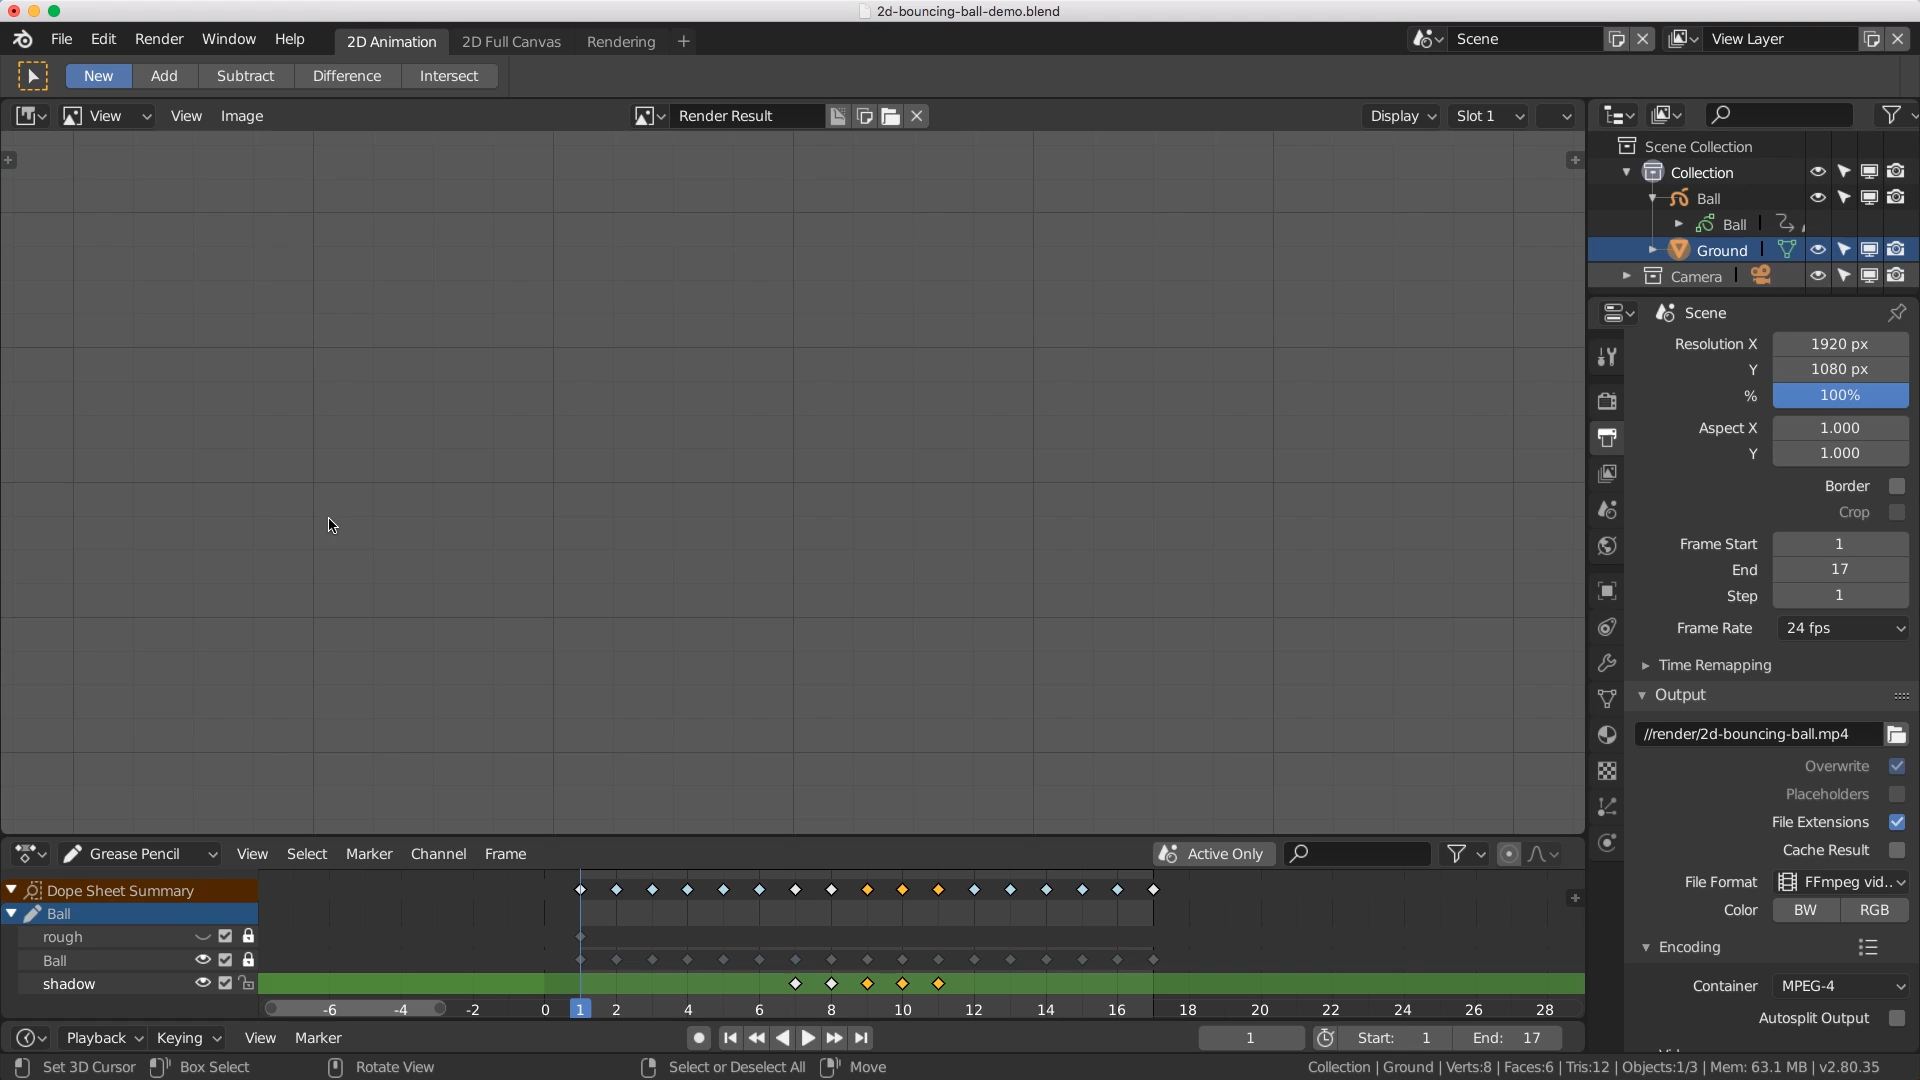 2d-bouncing-ball-demo.blend
File Edit Render Window Help 2D Animation 2D Full Canvas Rendering + Scene View Layer
New Add Subtract Difference Intersect
View View Image Render Result Display Slot 1
Scene Collection
Collection
Ball
Ball
Ground
Camera
Scene
Resolution X 1920 px
Y 1080 px
% 100%
Aspect X 1.000
Y 1.000
Border
Crop
Frame Start 1
End 17
Step 1
Frame Rate 24 fps
Time Remapping
Output
//render/2d-bouncing-ball.mp4
Overwrite
Placeholders
File Extensions
Cache Result
File Format FFmpeg vid..
Color BW RGB
Encoding
Container MPEG-4
Autosplit Output
Grease Pencil View Select Marker Channel Frame Active Only
Dope Sheet Summary
Ball
rough
Ball
shadow
-6 -4 -2 0 1 2 4 6 8 10 12 14 16 18 20 22 24 26 28
Playback Keying View Marker 1 Start: 1 End: 17
Set 3D Cursor Box Select Rotate View Select or Deselect All Move Collection | Ground | Verts:8 | Faces:6 | Tris:12 | Objects:1/3 | Mem: 63.1 MB | v2.80.35